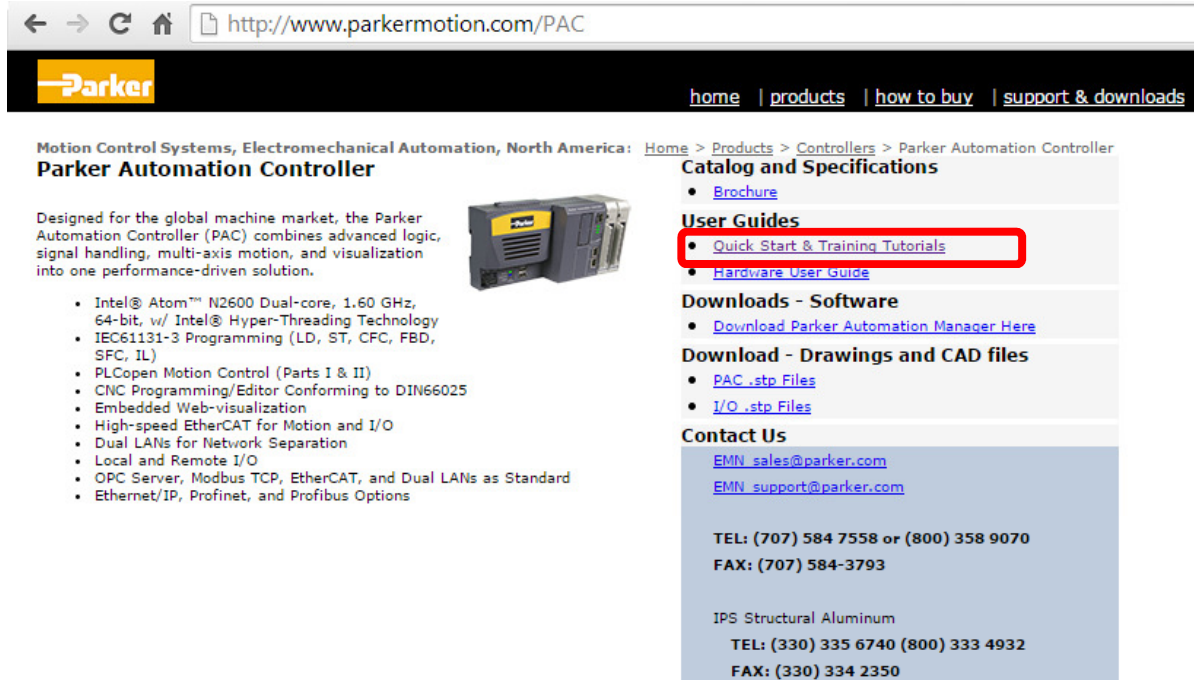 http://www.parkermotion.com/PAC
Parker
home | products | how to buy | support & downloads
Motion Control Systems, Electromechanical Automation, North America: Home > Products > Controllers > Parker Automation Controller
Parker Automation Controller
Designed for the global machine market, the Parker
Automation Controller (PAC) combines advanced logic,
signal handling, multi-axis motion, and visualization
into one performance-driven solution.
• Intel® Atom™ N2600 Dual-core, 1.60 GHz,
64-bit, w/ Intel® Hyper-Threading Technology
• IEC61131-3 Programming (LD, ST, CFC, FBD,
SFC, IL)
• PLCopen Motion Control (Parts I & II)
• CNC Programming/Editor Conforming to DIN66025
• Embedded Web-visualization
• High-speed EtherCAT for Motion and I/O
• Dual LANs for Network Separation
• Local and Remote I/O
• OPC Server, Modbus TCP, EtherCAT, and Dual LANs as Standard
• Ethernet/IP, Profinet, and Profibus Options
Catalog and Specifications
• Brochure
User Guides
• Quick Start & Training Tutorials
• Hardware User Guide
Downloads - Software
• Download Parker Automation Manager Here
Download - Drawings and CAD files
• PAC .stp Files
• I/O .stp Files
Contact Us
EMN_sales@parker.com
EMN_support@parker.com
TEL: (707) 584 7558 or (800) 358 9070
FAX: (707) 584-3793
IPS Structural Aluminum
TEL: (330) 335 6740 (800) 333 4932
FAX: (330) 334 2350